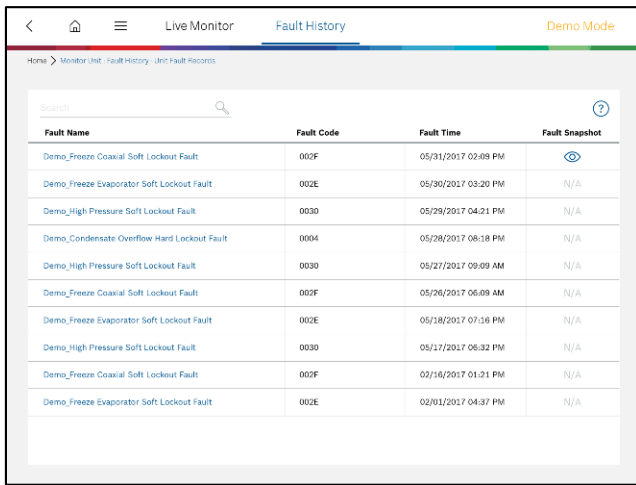 Live Monitor Fault History Demo Mode
Home > Monitor Unit - Fault History - Unit Fault Records
Search
Fault Name Fault Code Fault Time Fault Snapshot
Demo_Freeze Coaxial Soft Lockout Fault 002F 05/31/2017 02:09 PM
Demo_Freeze Evaporator Soft Lockout Fault 002E 05/30/2017 03:20 PM N/A
Demo_High Pressure Soft Lockout Fault 0030 05/29/2017 04:21 PM N/A
Demo_Condensate Overflow Hard Lockout Fault 0004 05/28/2017 08:18 PM N/A
Demo_High Pressure Soft Lockout Fault 0030 05/27/2017 09:09 AM N/A
Demo_Freeze Coaxial Soft Lockout Fault 002F 05/26/2017 06:09 AM N/A
Demo_Freeze Evaporator Soft Lockout Fault 002E 05/18/2017 07:16 PM N/A
Demo_High Pressure Soft Lockout Fault 0030 05/17/2017 06:32 PM N/A
Demo_Freeze Coaxial Soft Lockout Fault 002F 02/16/2017 01:21 PM N/A
Demo_Freeze Evaporator Soft Lockout Fault 002E 02/01/2017 04:37 PM N/A